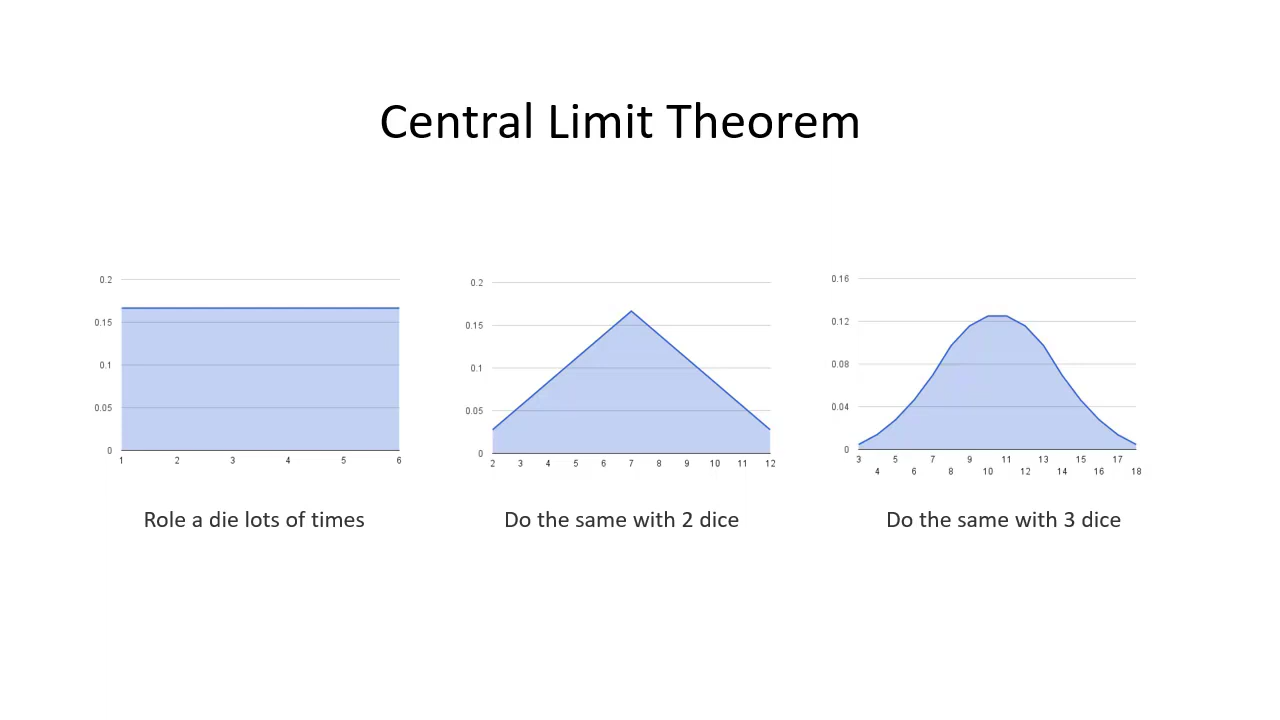 Central Limit Theorem
0.2
0.15
0.1
0.05
0
1 2 3 4 5 6
0.2
0.15
0.1
0.05
0
2 3 4 5 6 7 8 9 10 11 12
0.16
0.12
0.08
0.04
0
3 5 7 9 11 13 15 17
4 6 8 10 12 14 16 18
Role a die lots of times
Do the same with 2 dice
Do the same with 3 dice